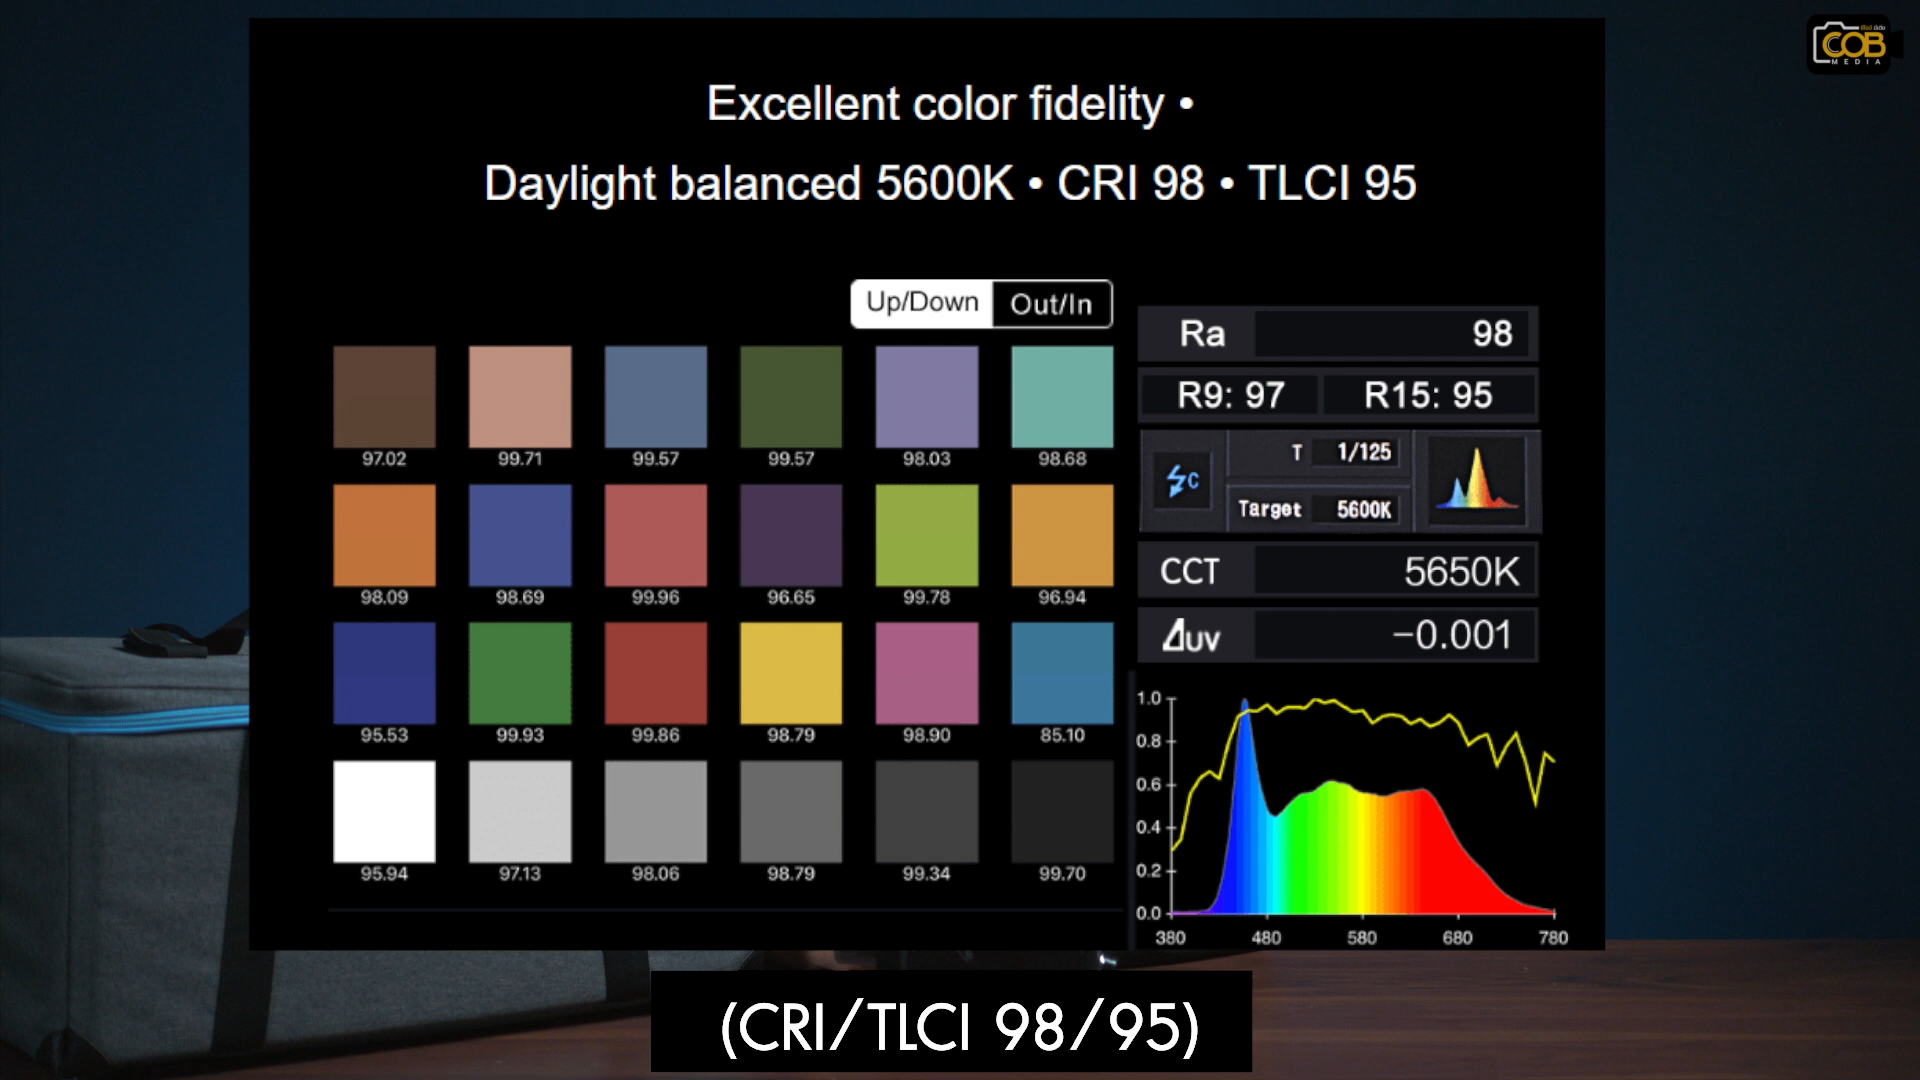 COB
MEDIA
Excellent color fidelity •
Daylight balanced 5600K • CRI 98 • TLCI 95
Up/Down Out/In
Ra 98
R9: 97 R15: 95
97.02 99.71 99.57 99.57 98.03 98.68
C T 1/125
Target 5600K
98.09 98.69 99.96 96.65 99.78 96.94
CCT 5650K
Δuv −0.001
95.53 99.93 99.86 98.79 98.90 85.10
95.94 97.13 98.06 98.79 99.34 99.70
1.0
0.8
0.6
0.4
0.2
0.0
380 480 580 680 780
(CRI/TLCI 98/95)